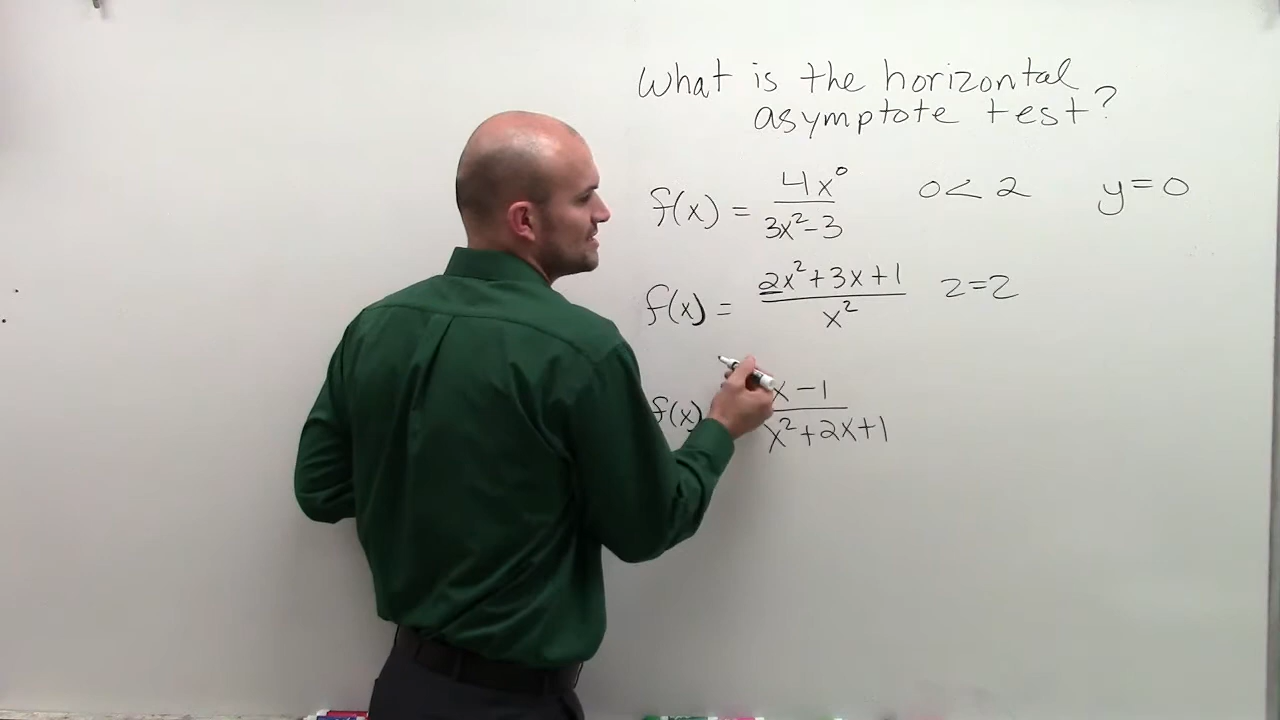 What is the horizontal
asymptote test?
f(x) = 4x⁰ / 3x²-3 0<2 y=0
f(x) = 2x²+3x+1 / x² 2=2
f(x) x-1 / x²+2x+1